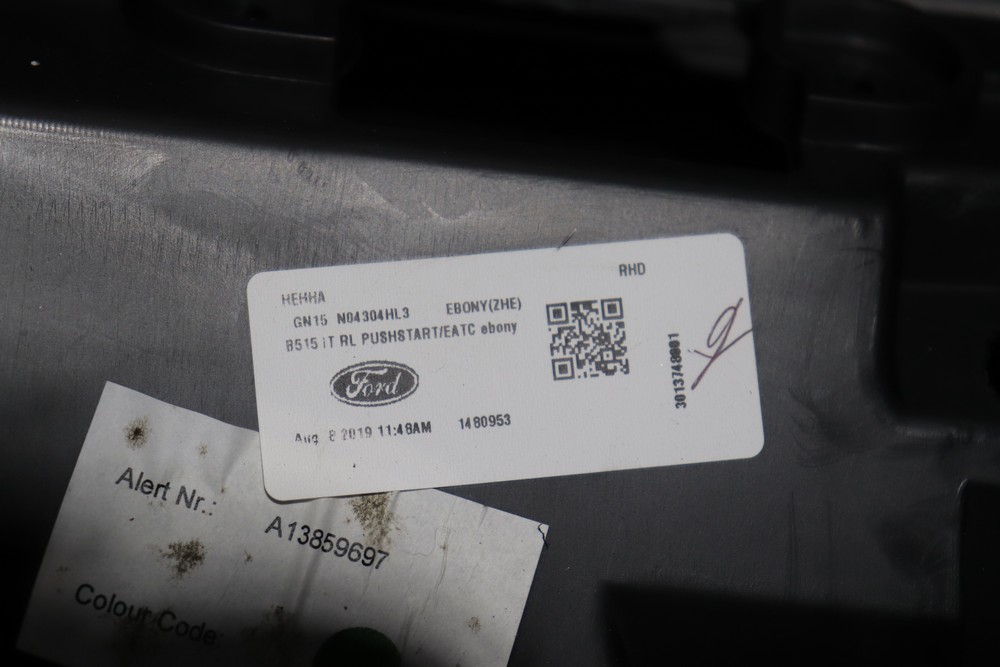 RHD
HEHHA
GN15 N04304HL3 EBONY(ZHE)
B515 iT RL PUSHSTART/EATC ebony
Ford
Aug 8 2019 11:48AM 1480953
Alert Nr.:
A13859697
Colour Code: